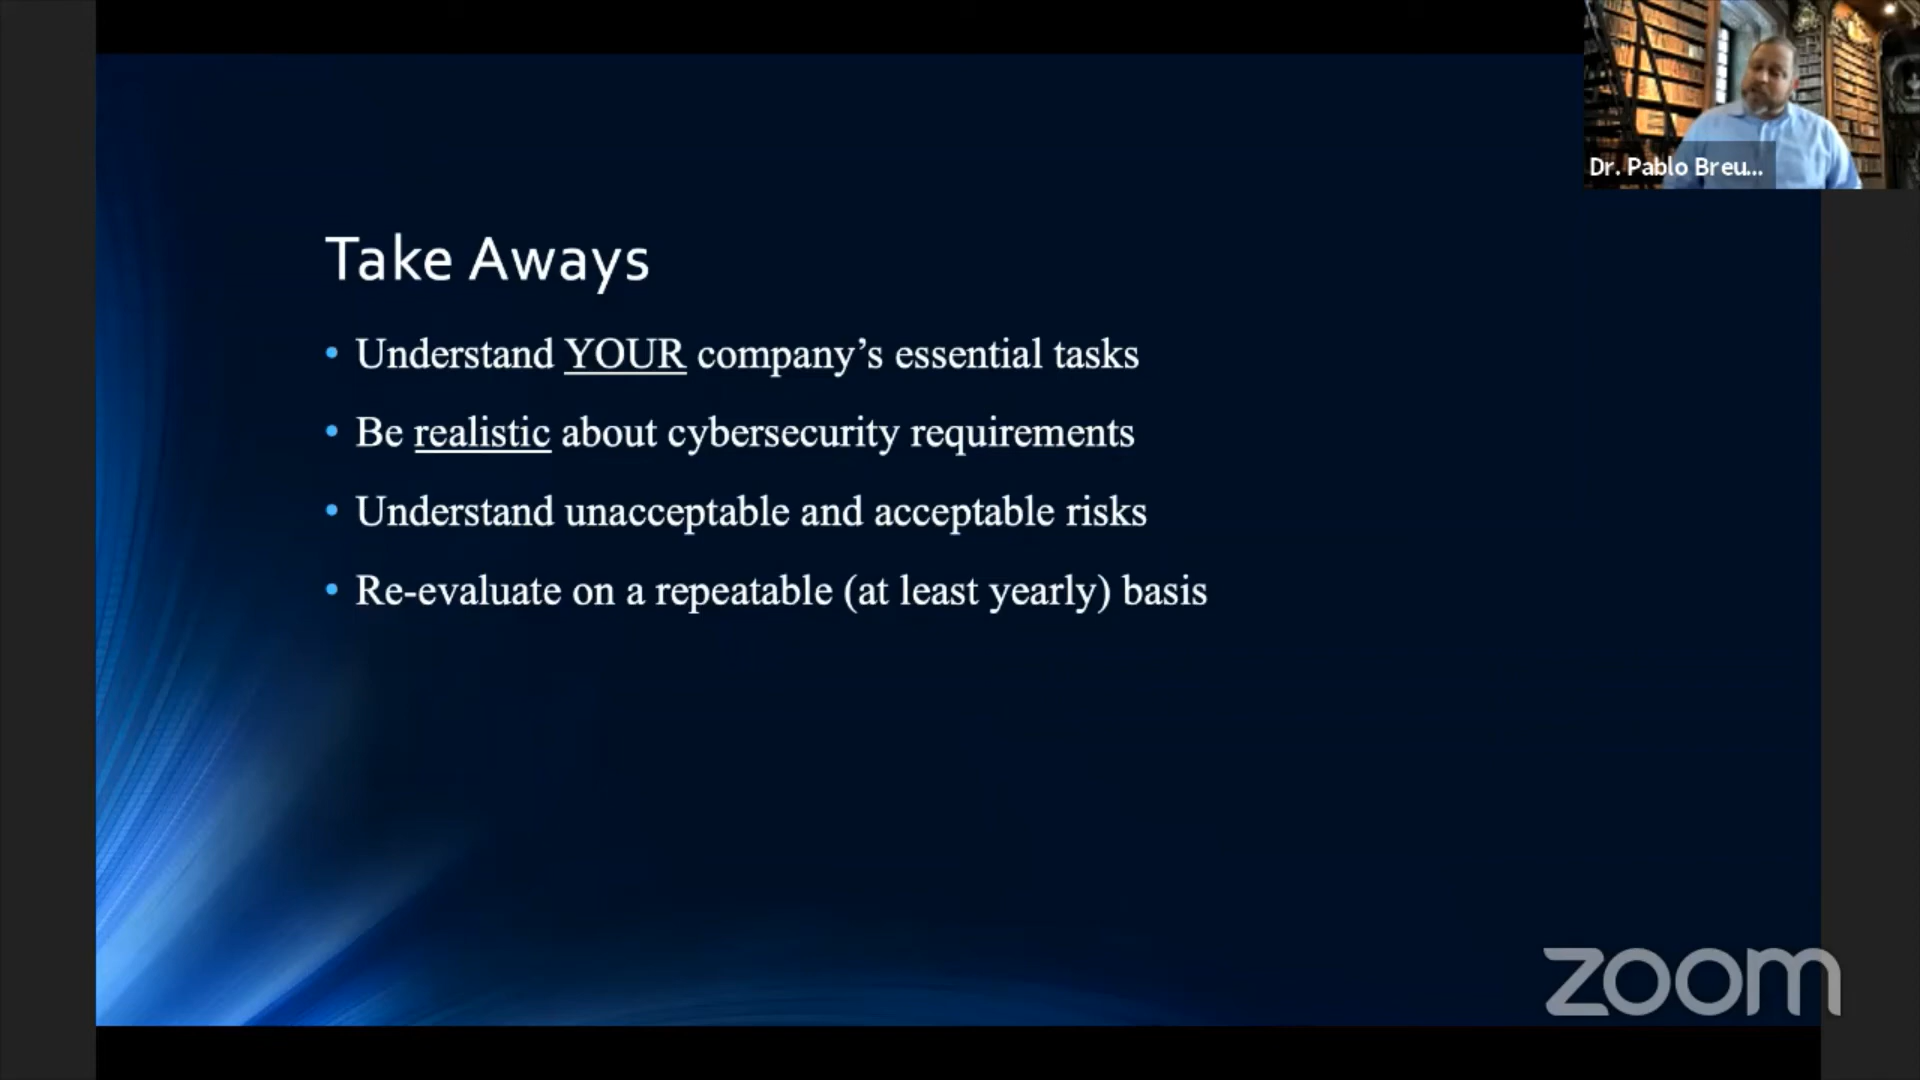 Dr. Pablo Breu...
Take Aways
• Understand YOUR company’s essential tasks
• Be realistic about cybersecurity requirements
• Understand unacceptable and acceptable risks
• Re-evaluate on a repeatable (at least yearly) basis
zoom